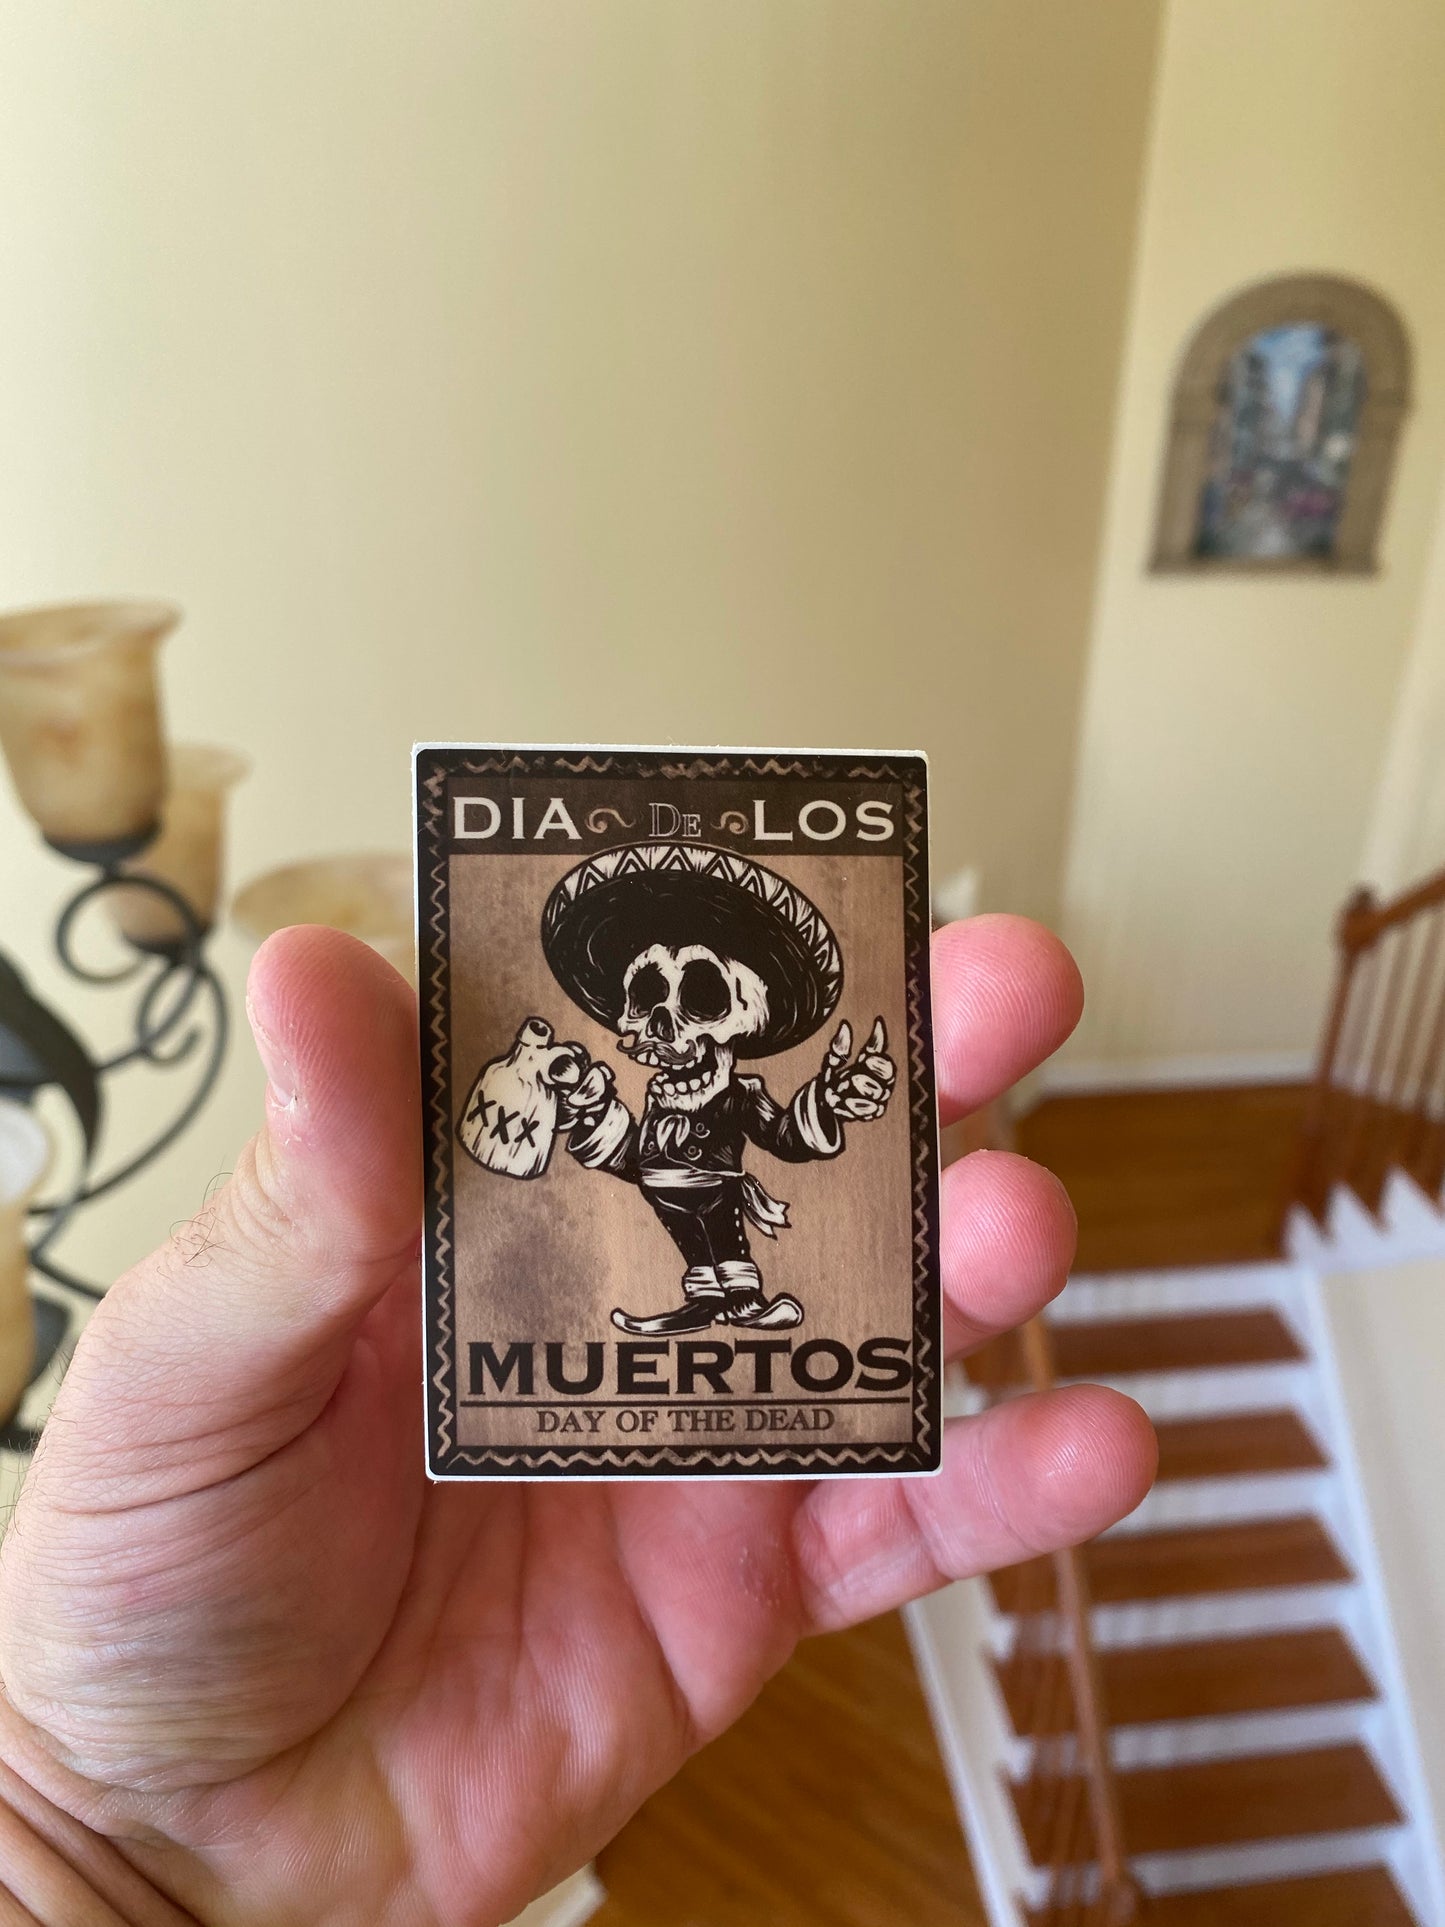 DIA De LOS
XXX
MUERTOS
DAY OF THE DEAD